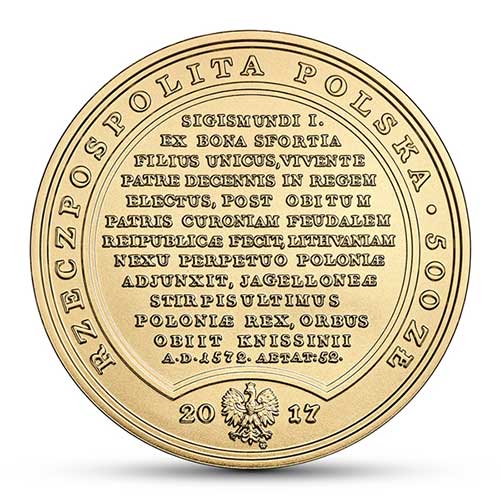 RZECZPOSPOLITA POLSKA · 500 ZŁ
SIGISMUNDI I.
EX BONA SFORTIA
FILIUS UNICUS, VIVENTE
PATRE DECENNIS IN REGEM
ELECTUS, POST OBITUM
PATRIS CURONIAM FEUDALEM
REIPUBLICÆ FECIT, LITHVANIAM
NEXU PERPETUO POLONIÆ
ADJUNXIT, JAGELLONEÆ
STIRPIS ULTIMUS
POLONIÆ REX, ORBUS
OBIIT KNISSINII
A.D. 1572. AETAT: 52.
20 17